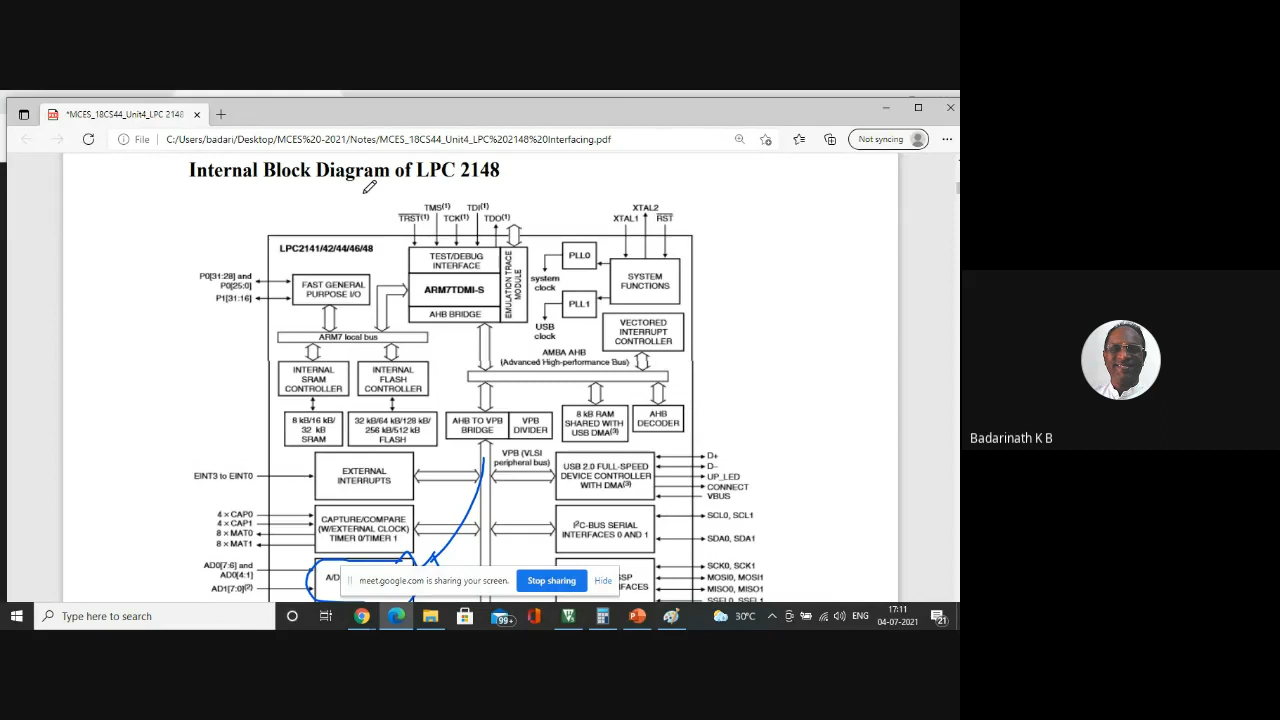 *MCES_18CS44_Unit4_LPC 2148
File C:/Users/badari/Desktop/MCES%20-2021/Notes/MCES_18CS44_Unit4_LPC%202148%20Interfacing.pdf
Not syncing
Internal Block Diagram of LPC 2148
TMS(1) TDI(1)
TRST(1) TCK(1) TDO(1)
XTAL2
XTAL1 RST
LPC2141/42/44/46/48
TEST/DEBUG
INTERFACE
ARM7TDMI-S
AHB BRIDGE
EMULATION TRACE
MODULE
PLL0
system
clock
PLL1
USB
clock
SYSTEM
FUNCTIONS
P0[31:28] and
P0[25:0]
P1[31:16]
FAST GENERAL
PURPOSE I/O
VECTORED
INTERRUPT
CONTROLLER
ARM7 local bus
AMBA AHB
(Advanced High-performance Bus)
INTERNAL
SRAM
CONTROLLER
INTERNAL
FLASH
CONTROLLER
8 kB/16 kB/
32 kB
SRAM
32 kB/64 kB/128 kB/
256 kB/512 kB
FLASH
AHB TO VPB
BRIDGE
VPB
DIVIDER
8 kB RAM
SHARED WITH
USB DMA(3)
AHB
DECODER
VPB (VLSI
peripheral bus)
EINT3 to EINT0
EXTERNAL
INTERRUPTS
USB 2.0 FULL-SPEED
DEVICE CONTROLLER
WITH DMA(3)
D+
D−
UP_LED
CONNECT
VBUS
4 × CAP0
4 × CAP1
8 × MAT0
8 × MAT1
CAPTURE/COMPARE
(W/EXTERNAL CLOCK)
TIMER 0/TIMER 1
I2C-BUS SERIAL
INTERFACES 0 AND 1
SCL0, SCL1
SDA0, SDA1
AD0[7:6] and
AD0[4:1]
AD1[7:0](2)
A/D
SCK0, SCK1
MOSI0, MOSI1
MISO0, MISO1
SSEL0, SSEL1
meet.google.com is sharing your screen. Stop sharing Hide
Badarinath K B
Type here to search
99+
30°C
ENG
17:11
04-07-2021
21